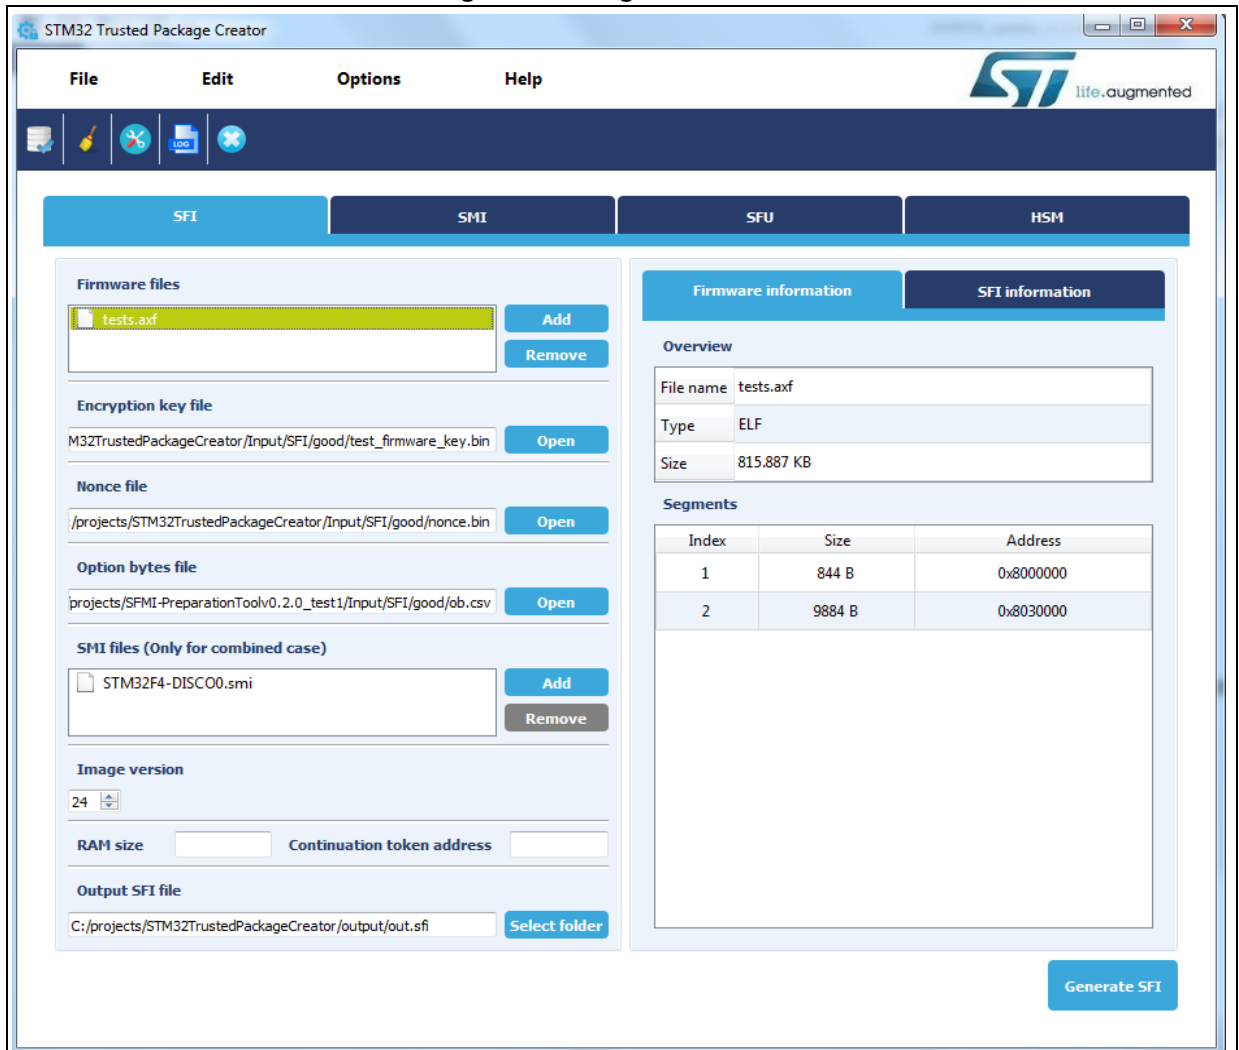 STM32 Trusted Package Creator
File Edit Options Help
life.augmented
LOG
SFI SMI SFU HSM
Firmware files
tests.axf
Add
Remove
Encryption key file
M32TrustedPackageCreator/Input/SFI/good/test_firmware_key.bin Open
Nonce file
:/projects/STM32TrustedPackageCreator/Input/SFI/good/nonce.bin Open
Option bytes file
projects/SFMI-PreparationToolv0.2.0_test1/Input/SFI/good/ob.csv Open
SMI files (Only for combined case)
STM32F4-DISCO0.smi
Add
Remove
Image version
24
RAM size Continuation token address
Output SFI file
C:/projects/STM32TrustedPackageCreator/output/out.sfi Select folder
Firmware information SFI information
Overview
File name tests.axf
Type ELF
Size 815.887 KB
Segments
Index Size Address
1 844 B 0x8000000
2 9884 B 0x8030000
Generate SFI